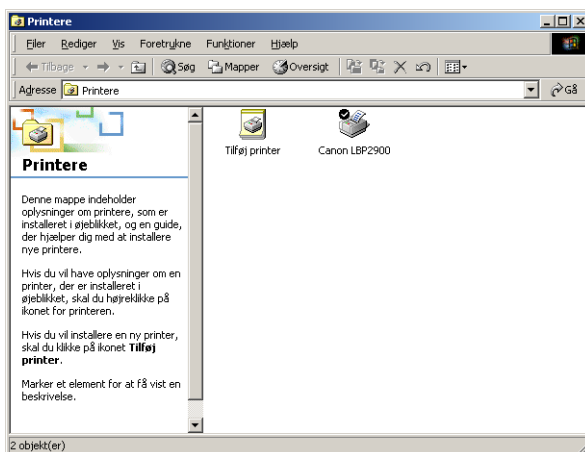 Printere
Filer Rediger Vis Foretrukne Funktioner Hjælp
Tilbage Søg Mapper Oversigt
Adresse Printere Gå
Printere
Denne mappe indeholder
oplysninger om printere, som er
installeret i øjeblikket, og en guide,
der hjælper dig med at installere
nye printere.
Hvis du vil have oplysninger om en
printer, der er installeret i
øjeblikket, skal du højreklikke på
ikonet for printeren.
Hvis du vil installere en ny printer,
skal du klikke på ikonet Tilføj
printer.
Marker et element for at få vist en
beskrivelse.
Tilføj printer Canon LBP2900
2 objekt(er)